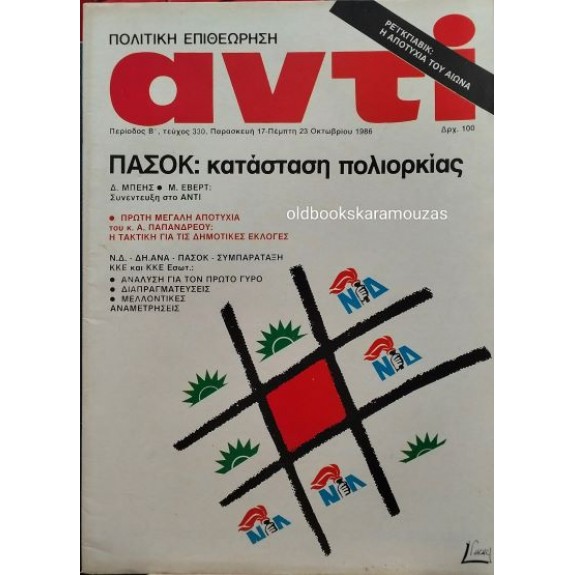 ΠΟΛΙΤΙΚΗ ΕΠΙΘΕΩΡΗΣΗ
ΡΕΥΓΚΓΙΑΒΙΚ:
Η ΑΠΟΤΥΧΙΑ ΤΟΥ ΑΙΩΝΑ
αντί
Περίοδος Β', τεύχος 330, Παρασκευή 17-Πέμπτη 23 Οκτωβρίου 1986
Δρχ. 100
ΠΑΣΟΚ: κατάσταση πολιορκίας
Δ. ΜΠΕΗΣ ● Μ. ΕΒΕΡΤ:
Συνέντευξη στο ΑΝΤΙ
oldbookskaramouzas
● ΠΡΩΤΗ ΜΕΓΑΛΗ ΑΠΟΤΥΧΙΑ
του κ. Α. ΠΑΠΑΝΔΡΕΟΥ:
Η ΤΑΚΤΙΚΗ ΓΙΑ ΤΙΣ ΔΗΜΟΤΙΚΕΣ ΕΚΛΟΓΕΣ
Ν.Δ. - ΔΗ.ΑΝΑ - ΠΑΣΟΚ - ΣΥΜΠΑΡΑΤΑΞΗ
ΚΚΕ και ΚΚΕ Εσωτ.:
● ΑΝΑΛΥΣΗ ΓΙΑ ΤΟΝ ΠΡΩΤΟ ΓΥΡΟ
● ΔΙΑΠΡΑΓΜΑΤΕΥΣΕΙΣ
● ΜΕΛΛΟΝΤΙΚΕΣ
ΑΝΑΜΕΤΡΗΣΕΙΣ
ΝΔ
ΝΔ
ΝΔ
ΝΔ